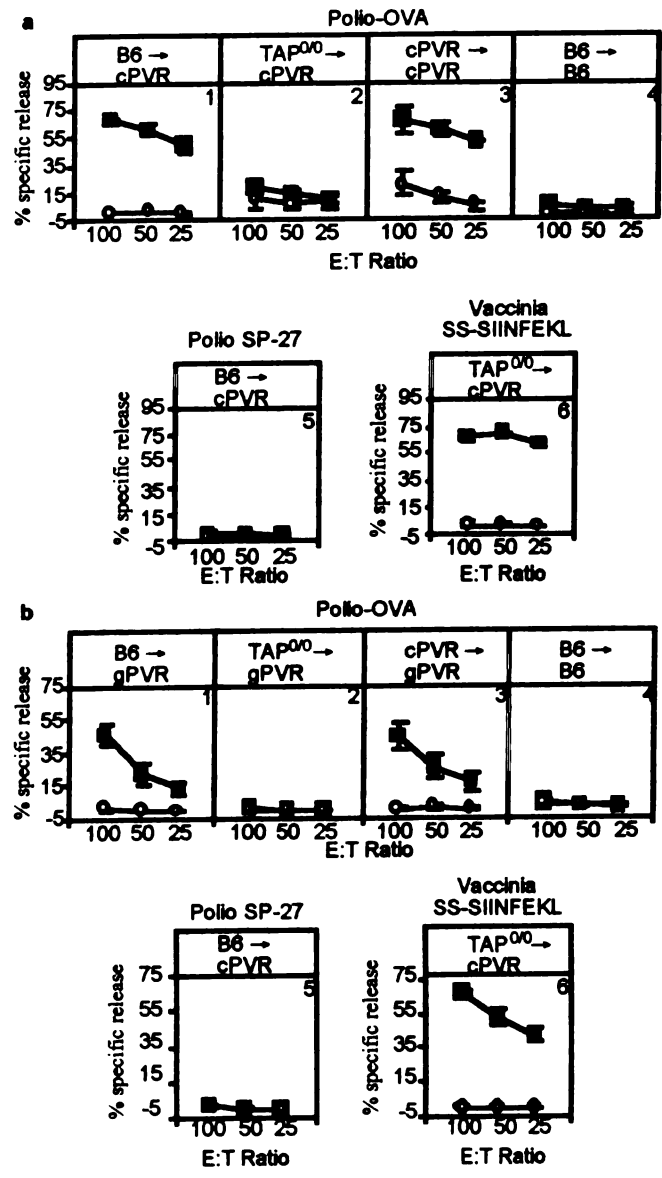 a
Polio-OVA
B6 → TAP0/0→ cPVR → B6 →
cPVR cPVR cPVR B6
1 2 3 4
95
75
55
35
15
-5
% specific release
100 50 25 100 50 25 100 50 25 100 50 25
E:T Ratio
Polio SP-27
B6 →
cPVR
5
95
75
55
35
15
-5
% specific release
100 50 25
E:T Ratio
Vaccinia
SS-SIINFEKL
TAP0/0→
cPVR
6
95
75
55
35
15
-5
% specific release
100 50 25
E:T Ratio
b
Polio-OVA
B6 → TAP0/0→ cPVR → B6 →
gPVR gPVR gPVR B6
1 2 3 4
75
55
35
15
-5
% specific release
100 50 25 100 50 25 100 50 25 100 50 25
E:T Ratio
Polio SP-27
B6 →
cPVR
5
75
55
35
15
-5
% specific release
100 50 25
E:T Ratio
Vaccinia
SS-SIINFEKL
TAP0/0→
cPVR
6
75
55
35
15
-5
% specific release
100 50 25
E:T Ratio